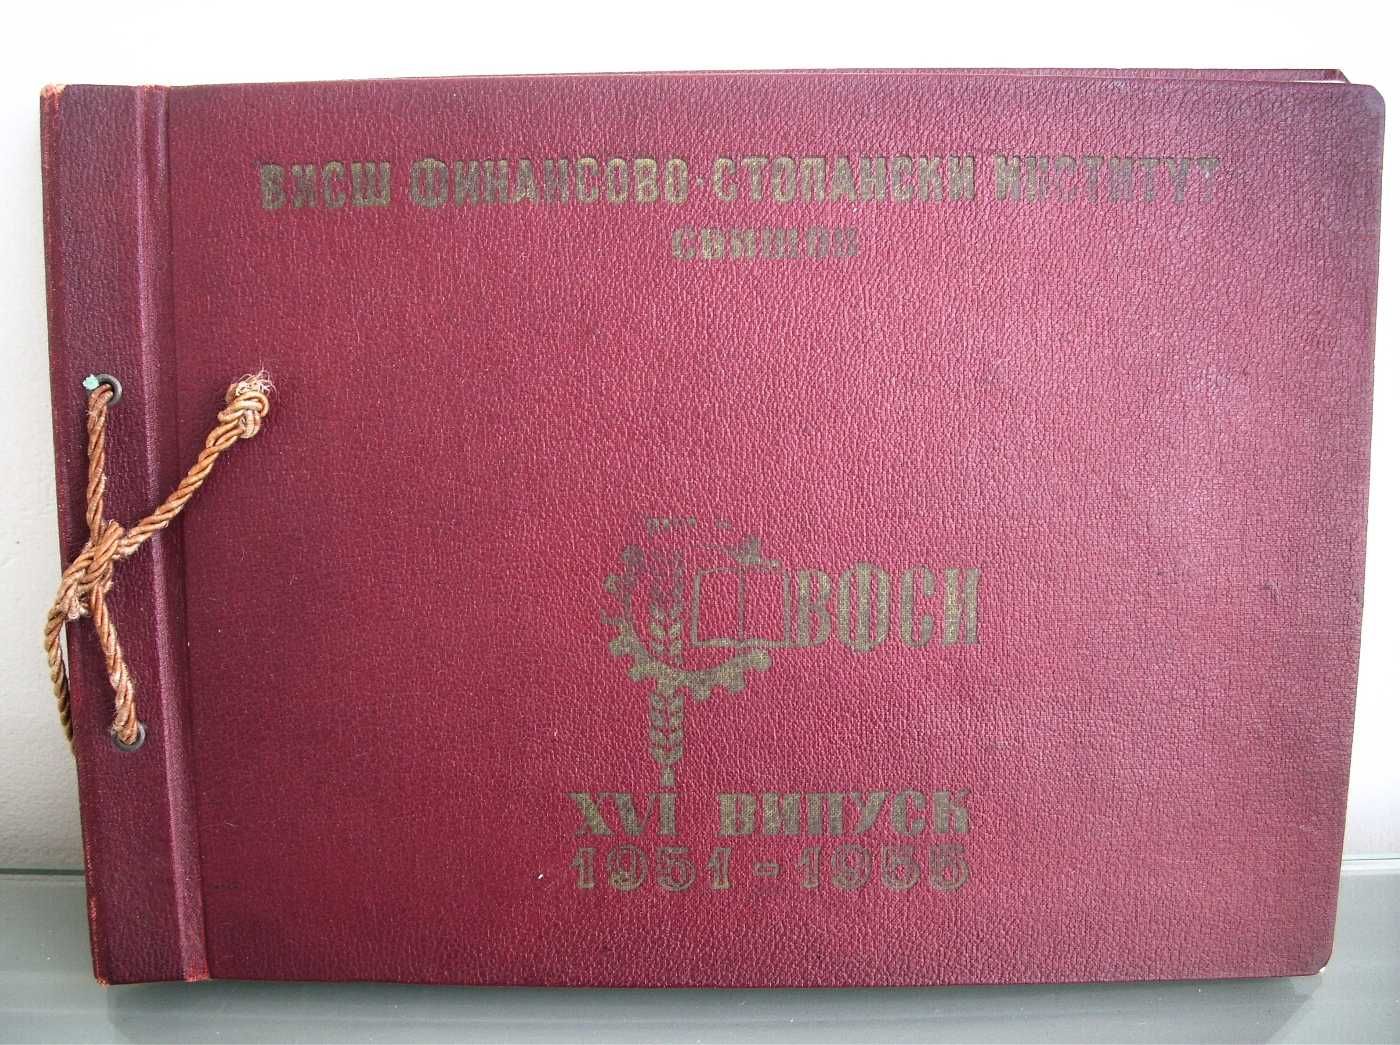 ВИСШ ФИНАНСОВО-СТОПАНСКИ ИНСТИТУТ
СВИЩОВ
ВФСИ
XVI ВИПУСК
1951-1955